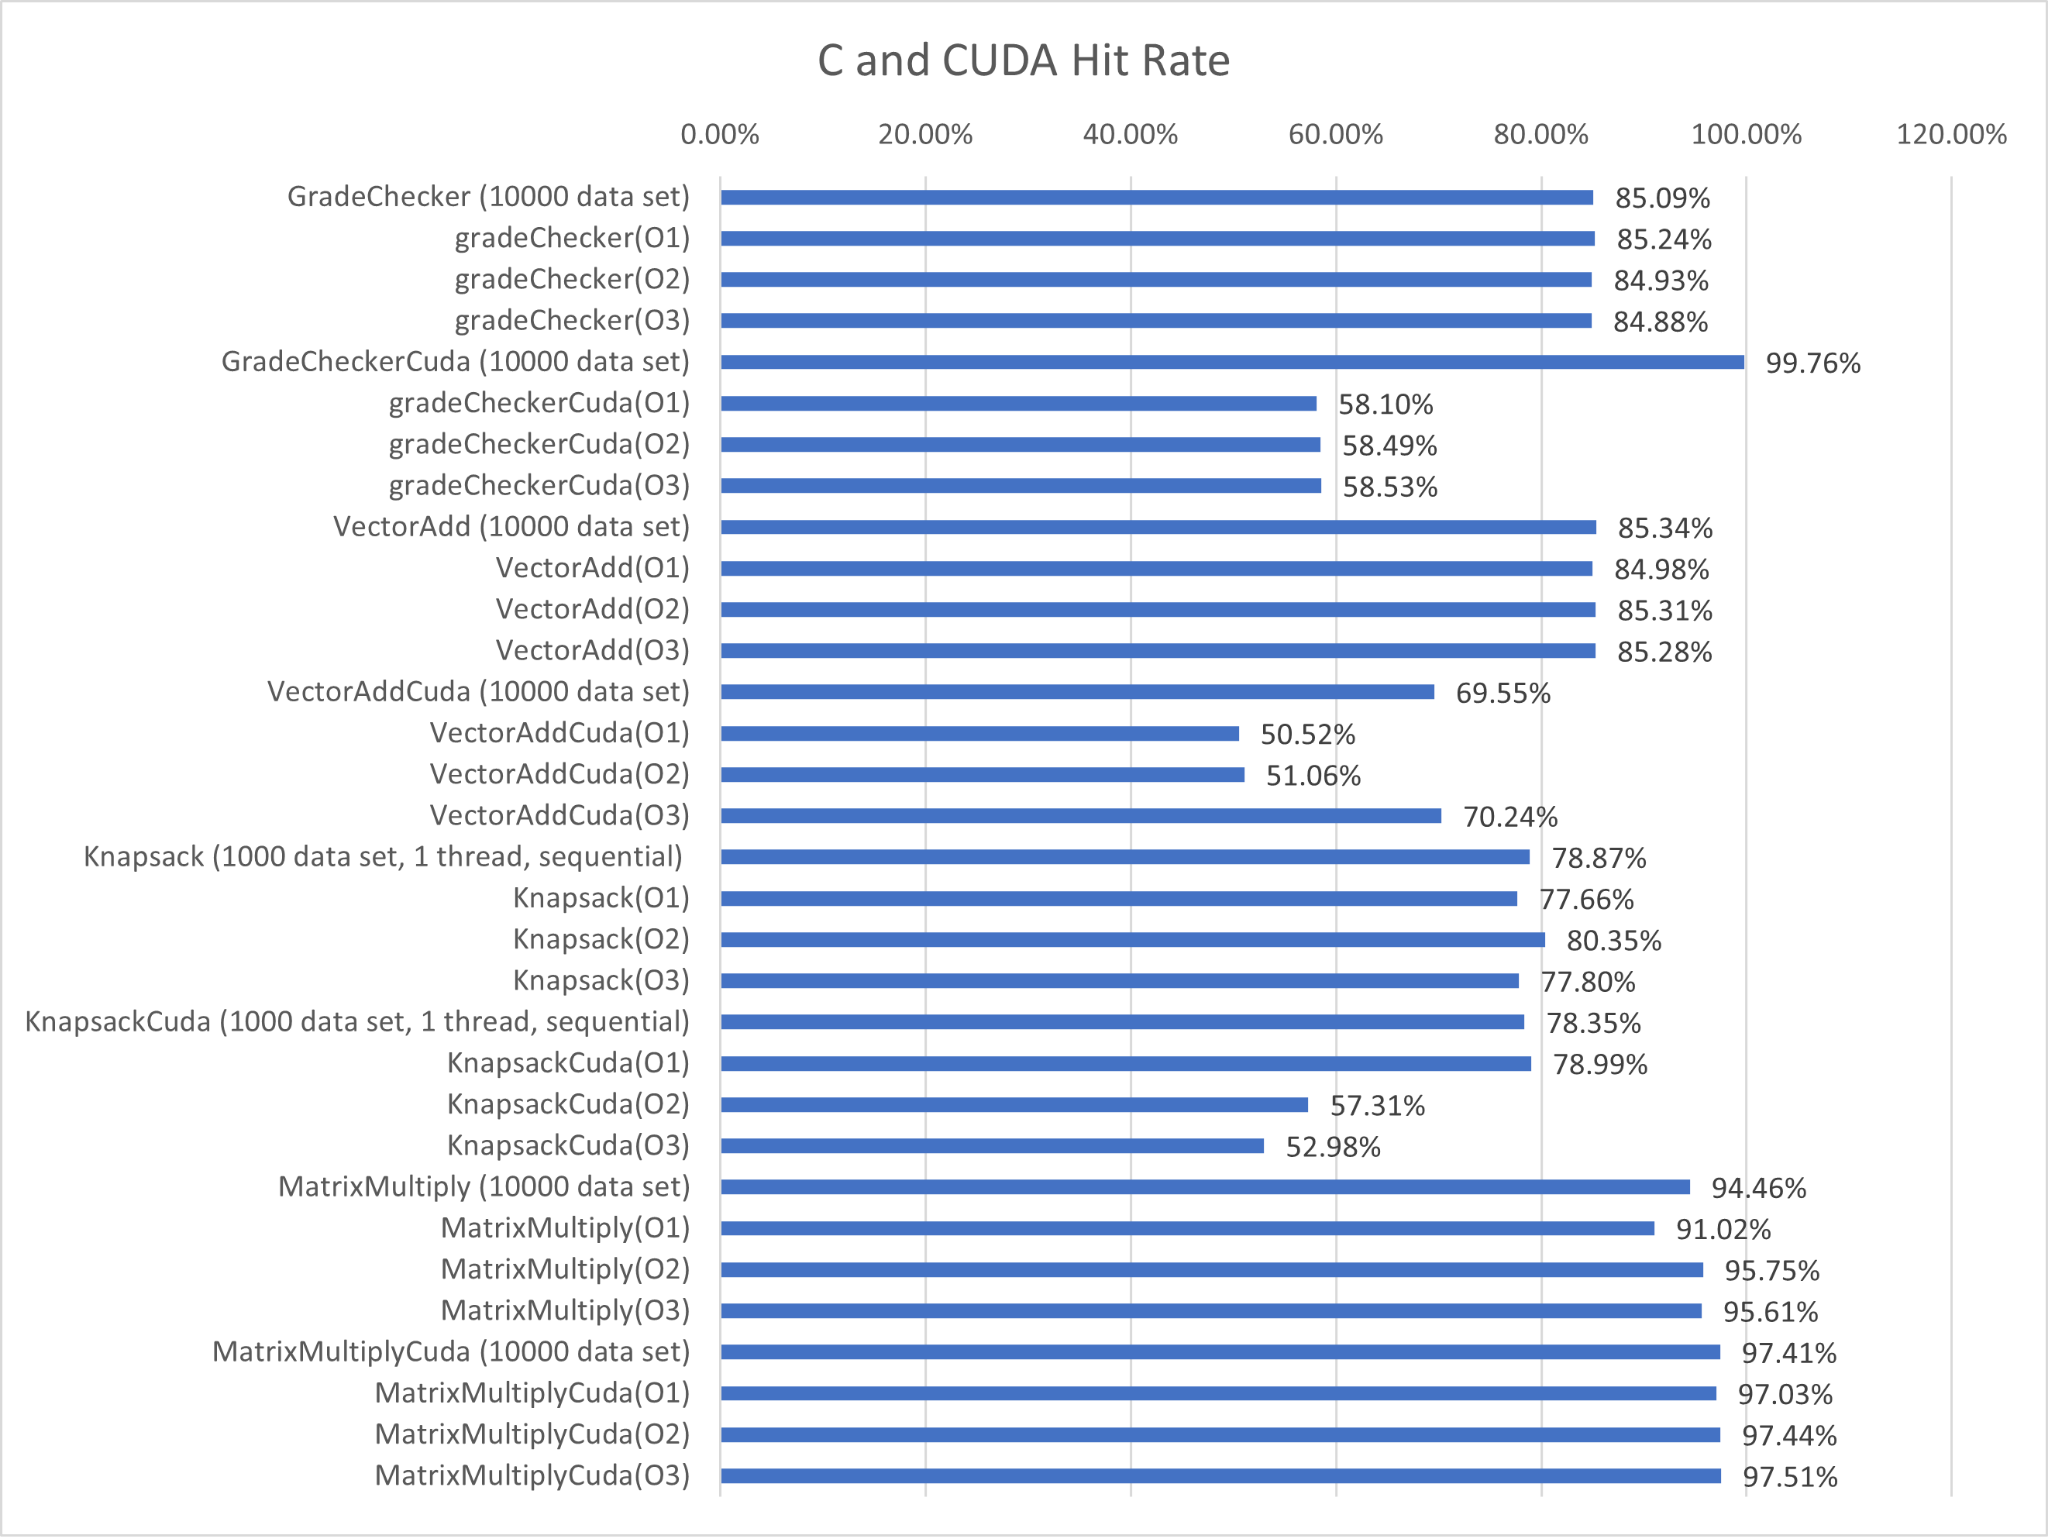 C and CUDA Hit Rate
0.00% 20.00% 40.00% 60.00% 80.00% 100.00% 120.00%
GradeChecker (10000 data set) 85.09%
gradeChecker(O1) 85.24%
gradeChecker(O2) 84.93%
gradeChecker(O3) 84.88%
GradeCheckerCuda (10000 data set) 99.76%
gradeCheckerCuda(O1) 58.10%
gradeCheckerCuda(O2) 58.49%
gradeCheckerCuda(O3) 58.53%
VectorAdd (10000 data set) 85.34%
VectorAdd(O1) 84.98%
VectorAdd(O2) 85.31%
VectorAdd(O3) 85.28%
VectorAddCuda (10000 data set) 69.55%
VectorAddCuda(O1) 50.52%
VectorAddCuda(O2) 51.06%
VectorAddCuda(O3) 70.24%
Knapsack (1000 data set, 1 thread, sequential) 78.87%
Knapsack(O1) 77.66%
Knapsack(O2) 80.35%
Knapsack(O3) 77.80%
KnapsackCuda (1000 data set, 1 thread, sequential) 78.35%
KnapsackCuda(O1) 78.99%
KnapsackCuda(O2) 57.31%
KnapsackCuda(O3) 52.98%
MatrixMultiply (10000 data set) 94.46%
MatrixMultiply(O1) 91.02%
MatrixMultiply(O2) 95.75%
MatrixMultiply(O3) 95.61%
MatrixMultiplyCuda (10000 data set) 97.41%
MatrixMultiplyCuda(O1) 97.03%
MatrixMultiplyCuda(O2) 97.44%
MatrixMultiplyCuda(O3) 97.51%